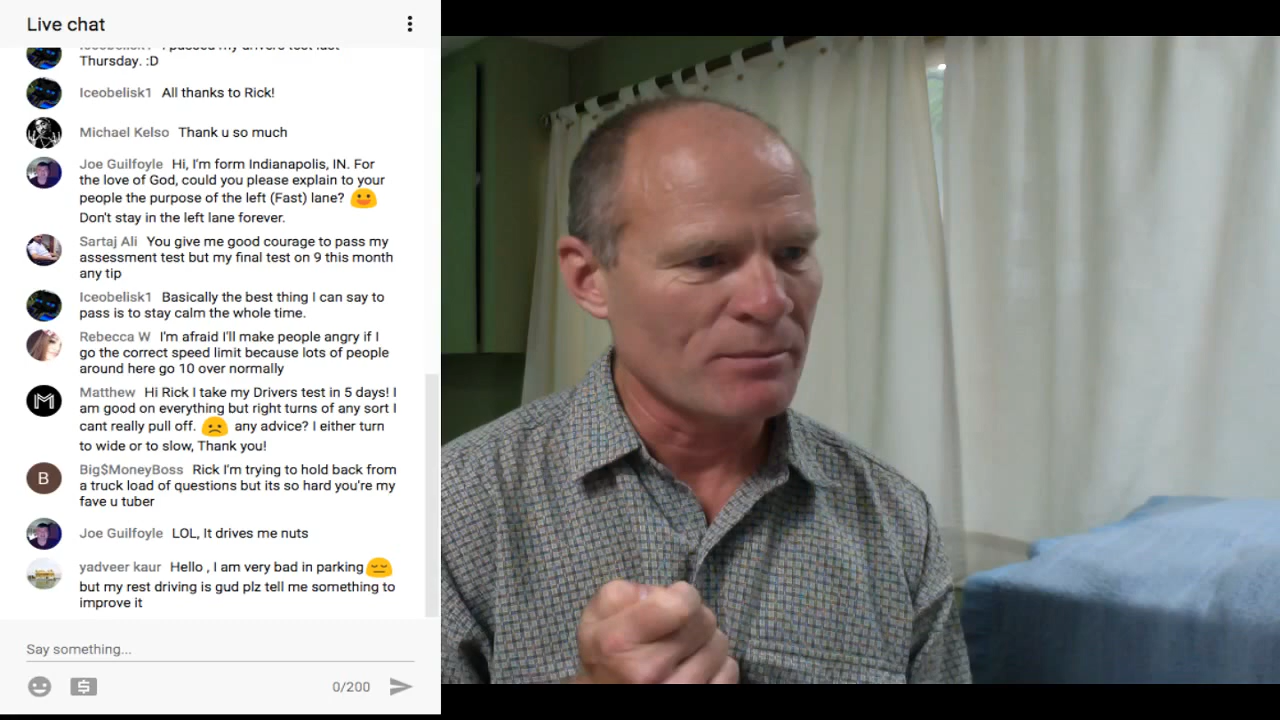 Live chat
Iceobelisk1 I passed my drivers test last
Thursday. :D
Iceobelisk1 All thanks to Rick!
Michael Kelso Thank u so much
Joe Guilfoyle Hi, I'm form Indianapolis, IN. For
the love of God, could you please explain to your
people the purpose of the left (Fast) lane? 😀
Don't stay in the left lane forever.
Sartaj Ali You give me good courage to pass my
assessment test but my final test on 9 this month
any tip
Iceobelisk1 Basically the best thing I can say to
pass is to stay calm the whole time.
Rebecca W I'm afraid I'll make people angry if I
go the correct speed limit because lots of people
around here go 10 over normally
Matthew Hi Rick I take my Drivers test in 5 days! I
am good on everything but right turns of any sort I
cant really pull off. ☹️ any advice? I either turn
to wide or to slow, Thank you!
B
Big$MoneyBoss Rick I'm trying to hold back from
a truck load of questions but its so hard you're my
fave u tuber
Joe Guilfoyle LOL, It drives me nuts
yadveer kaur Hello , I am very bad in parking 😔
but my rest driving is gud plz tell me something to
improve it
Say something...
0/200